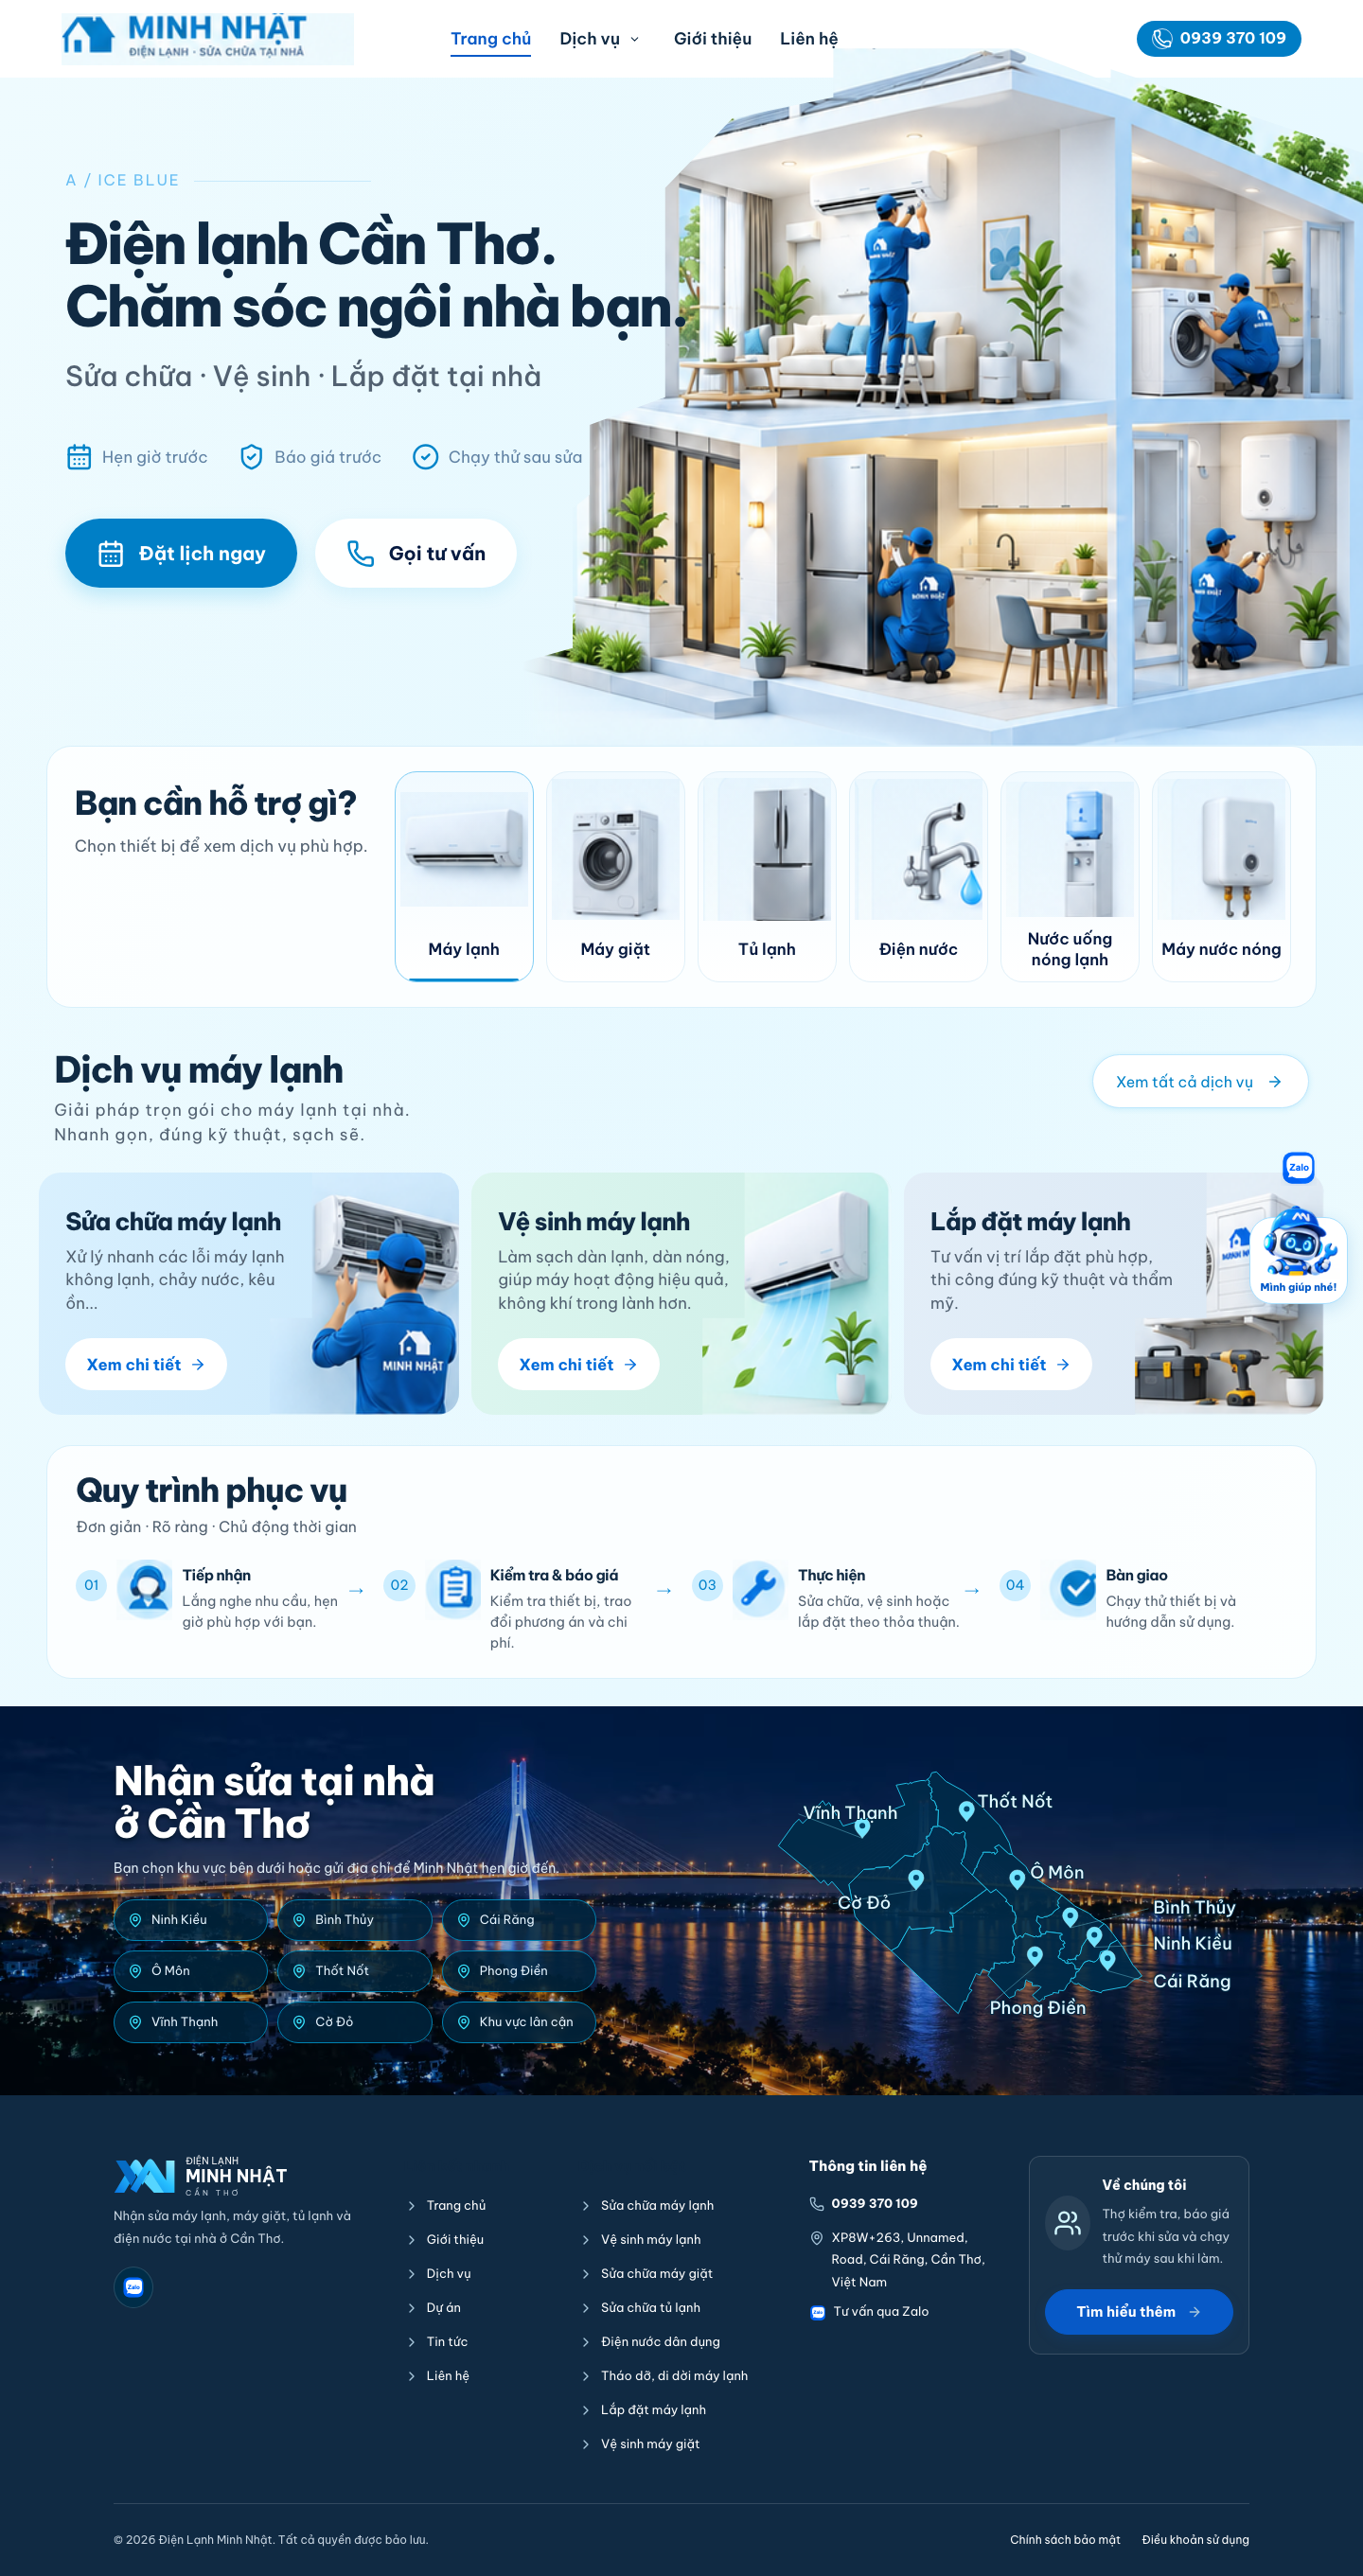 MINH NHẬT
ĐIỆN LẠNH · SỬA CHỮA TẠI NHÀ
Trang chủ
Dịch vụ
Giới thiệu
Liên hệ
0939 370 109
A / ICE BLUE
Điện lạnh Cần Thơ.
Chăm sóc ngôi nhà bạn.
Sửa chữa · Vệ sinh · Lắp đặt tại nhà
Hẹn giờ trước
Báo giá trước
Chạy thử sau sửa
Đặt lịch ngay
Gọi tư vấn
MINH NHẬT
MINH NHẬT
MINH NHẬT
Bạn cần hỗ trợ gì?
Chọn thiết bị để xem dịch vụ phù hợp.
Máy lạnh
Máy giặt
Tủ lạnh
Điện nước
Nước uống
nóng lạnh
Máy nước nóng
Dịch vụ máy lạnh
Giải pháp trọn gói cho máy lạnh tại nhà.
Nhanh gọn, đúng kỹ thuật, sạch sẽ.
Xem tất cả dịch vụ
Zalo
Sửa chữa máy lạnh
Xử lý nhanh các lỗi máy lạnh
không lạnh, chảy nước, kêu
ồn...
Xem chi tiết
MINH NHẬT
Vệ sinh máy lạnh
Làm sạch dàn lạnh, dàn nóng,
giúp máy hoạt động hiệu quả,
không khí trong lành hơn.
Xem chi tiết
Lắp đặt máy lạnh
Tư vấn vị trí lắp đặt phù hợp,
thi công đúng kỹ thuật và thẩm
mỹ.
Xem chi tiết
Mình giúp nhé!
Quy trình phục vụ
Đơn giản · Rõ ràng · Chủ động thời gian
01
Tiếp nhận
Lắng nghe nhu cầu, hẹn
giờ phù hợp với bạn.
→
02
Kiểm tra & báo giá
Kiểm tra thiết bị, trao
đổi phương án và chi
phí.
→
03
Thực hiện
Sửa chữa, vệ sinh hoặc
lắp đặt theo thỏa thuận.
→
04
Bàn giao
Chạy thử thiết bị và
hướng dẫn sử dụng.
Nhận sửa tại nhà
ở Cần Thơ
Bạn chọn khu vực bên dưới hoặc gửi địa chỉ để Minh Nhật hẹn giờ đến.
Ninh Kiều
Bình Thủy
Cái Răng
Ô Môn
Thốt Nốt
Phong Điền
Vĩnh Thạnh
Cờ Đỏ
Khu vực lân cận
Vĩnh Thạnh
Thốt Nốt
Ô Môn
Cờ Đỏ
Bình Thủy
Ninh Kiều
Cái Răng
Phong Điền
ĐIỆN LẠNH
MINH NHẬT
CẦN THƠ
Nhận sửa máy lạnh, máy giặt, tủ lạnh và
điện nước tại nhà ở Cần Thơ.
Zalo
Trang chủ
Giới thiệu
Dịch vụ
Dự án
Tin tức
Liên hệ
Sửa chữa máy lạnh
Vệ sinh máy lạnh
Sửa chữa máy giặt
Sửa chữa tủ lạnh
Điện nước dân dụng
Tháo dỡ, di dời máy lạnh
Lắp đặt máy lạnh
Vệ sinh máy giặt
Thông tin liên hệ
0939 370 109
XP8W+263, Unnamed,
Road, Cái Răng, Cần Thơ,
Việt Nam
Tư vấn qua Zalo
Về chúng tôi
Thợ kiểm tra, báo giá
trước khi sửa và chạy
thử máy sau khi làm.
Tìm hiểu thêm
© 2026 Điện Lạnh Minh Nhật. Tất cả quyền được bảo lưu.
Chính sách bảo mật
Điều khoản sử dụng